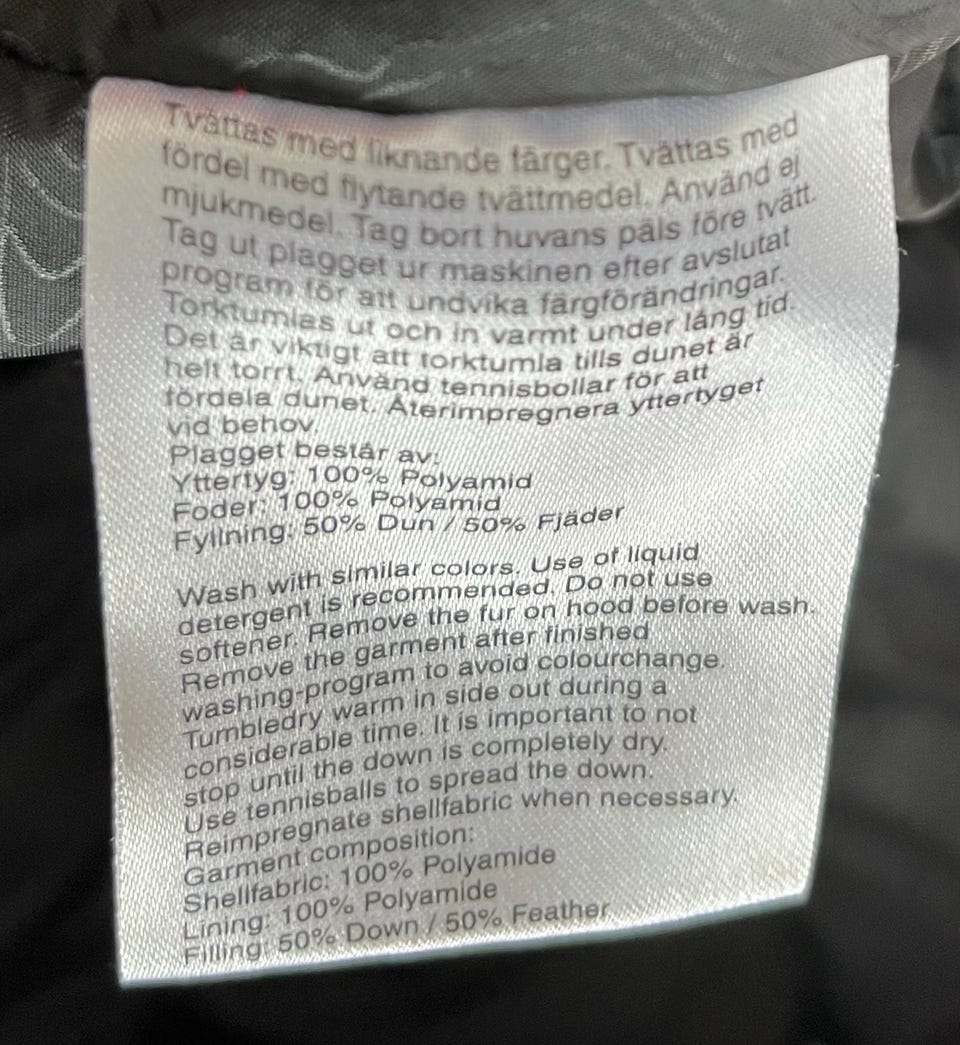 Tvättas med liknande färger. Tvättas med
fördel med flytande tvättmedel. Använd ej
mjukmedel. Tag bort huvans päls före tvätt.
Tag ut plagget ur maskinen efter avslutat
program för att undvika färgförändringar.
Torktumlas ut och in varmt under lång tid.
Det är viktigt att torktumla tills dunet är
helt torrt. Använd tennisbollar för att
fördela dunet. Återimpregnera yttertyget
vid behov.
Plagget består av:
Yttertyg: 100% Polyamid
Foder: 100% Polyamid
Fyllning: 50% Dun / 50% Fjäder
Wash with similar colors. Use of liquid
detergent is recommended. Do not use
softener. Remove the fur on hood before wash.
Remove the garment after finished
washing-program to avoid colourchange.
Tumbledry warm in side out during a
considerable time. It is important to not
stop until the down is completely dry.
Use tennisballs to spread the down.
Reimpregnate shellfabric when necessary.
Garment composition:
Shellfabric: 100% Polyamide
Lining: 100% Polyamide
Filling: 50% Down / 50% Feather